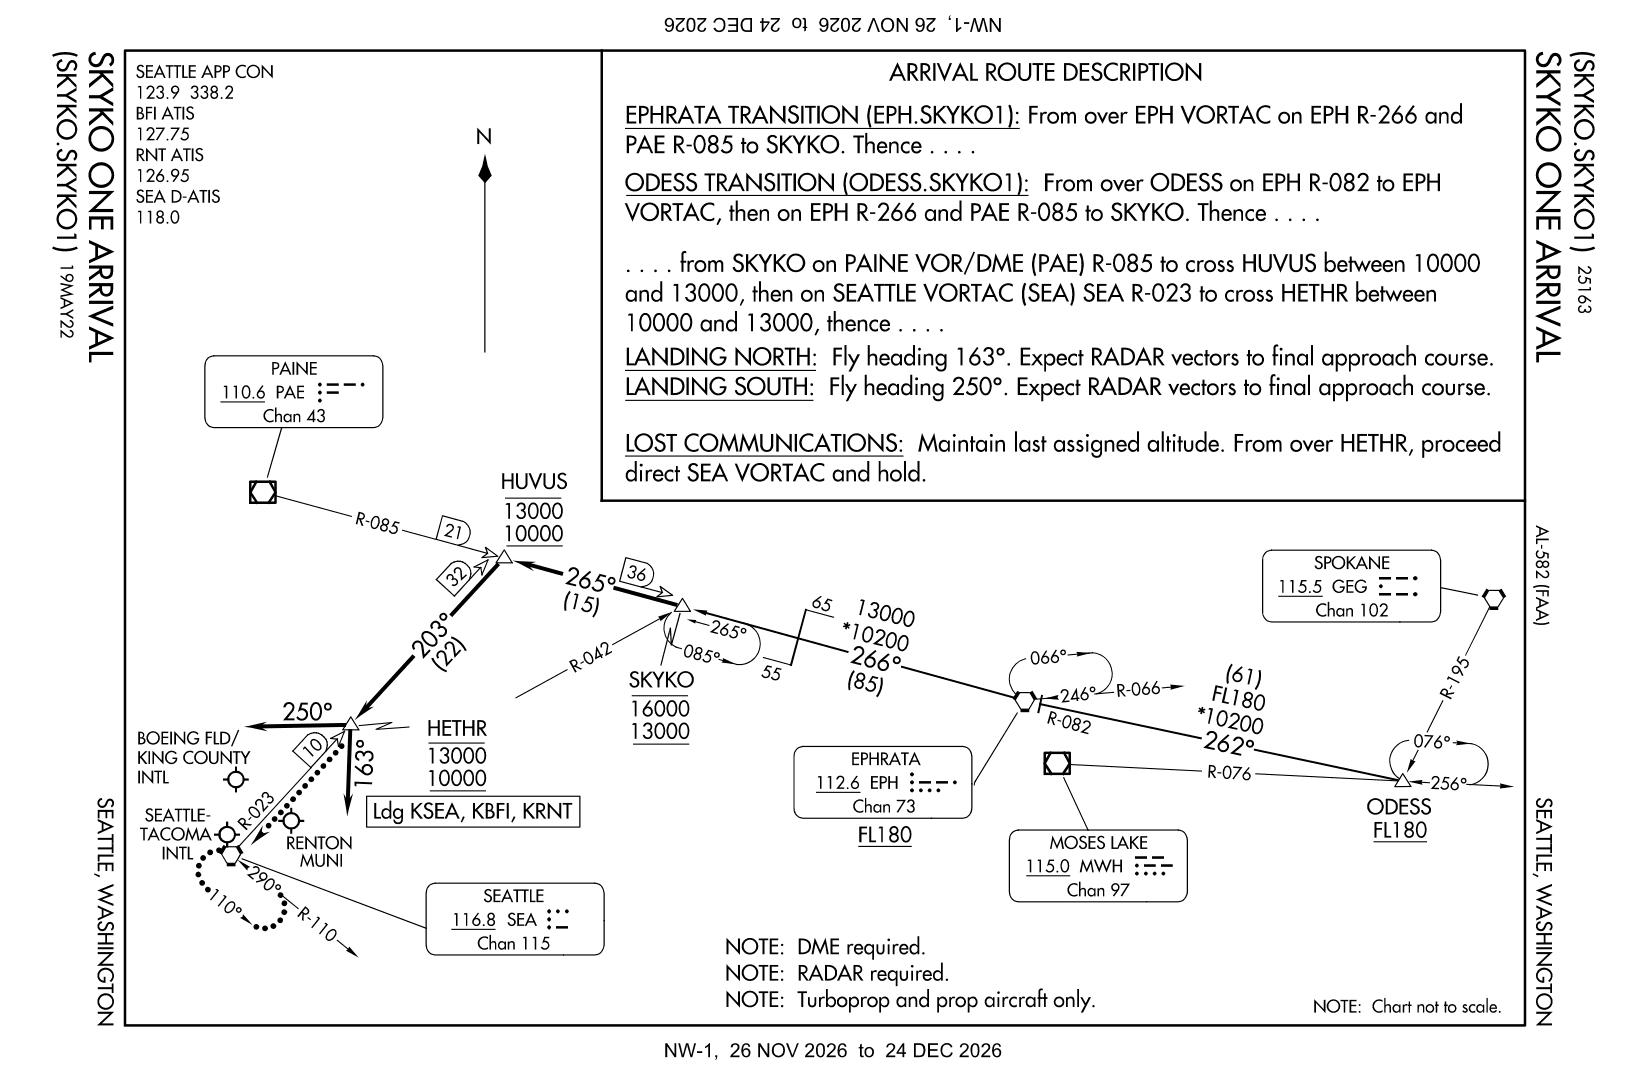 NW-1, 26 NOV 2026 to 24 DEC 2026
SKYKO ONE ARRIVAL
(SKYKO.SKYKO1) 19MAY22
SEATTLE APP CON
123.9 338.2
BFI ATIS
127.75
RNT ATIS
126.95
SEA D-ATIS
118.0
N
ARRIVAL ROUTE DESCRIPTION
EPHRATA TRANSITION (EPH.SKYKO1): From over EPH VORTAC on EPH R-266 and
PAE R-085 to SKYKO. Thence . . . .
ODESS TRANSITION (ODESS.SKYKO1): From over ODESS on EPH R-082 to EPH
VORTAC, then on EPH R-266 and PAE R-085 to SKYKO. Thence . . . .
. . . . from SKYKO on PAINE VOR/DME (PAE) R-085 to cross HUVUS between 10000
and 13000, then on SEATTLE VORTAC (SEA) SEA R-023 to cross HETHR between
10000 and 13000, thence . . . .
LANDING NORTH: Fly heading 163°. Expect RADAR vectors to final approach course.
LANDING SOUTH: Fly heading 250°. Expect RADAR vectors to final approach course.
LOST COMMUNICATIONS: Maintain last assigned altitude. From over HETHR, proceed
direct SEA VORTAC and hold.
(SKYKO.SKYKO1) 25163
SKYKO ONE ARRIVAL
PAINE
110.6 PAE
Chan 43
R-085
21
HUVUS
13000
10000
32
265°
(15)
36
203°
(22)
R-042
265°
085°
SKYKO
16000
13000
65
55
13000
*10200
266°
(85)
066°
246°
R-066
R-082
(61)
FL180
*10200
262°
SPOKANE
115.5 GEG
Chan 102
R-195
076°
256°
ODESS
FL180
R-076
EPHRATA
112.6 EPH
Chan 73
FL180
MOSES LAKE
115.0 MWH
Chan 97
250°
HETHR
13000
10000
10
163°
Ldg KSEA, KBFI, KRNT
BOEING FLD/
KING COUNTY
INTL
R-023
SEATTLE-
TACOMA
INTL
RENTON
MUNI
290°
110°
R-110
SEATTLE
116.8 SEA
Chan 115
NOTE: DME required.
NOTE: RADAR required.
NOTE: Turboprop and prop aircraft only.
NOTE: Chart not to scale.
AL-582 (FAA)
SEATTLE, WASHINGTON
SEATTLE, WASHINGTON
NW-1, 26 NOV 2026 to 24 DEC 2026